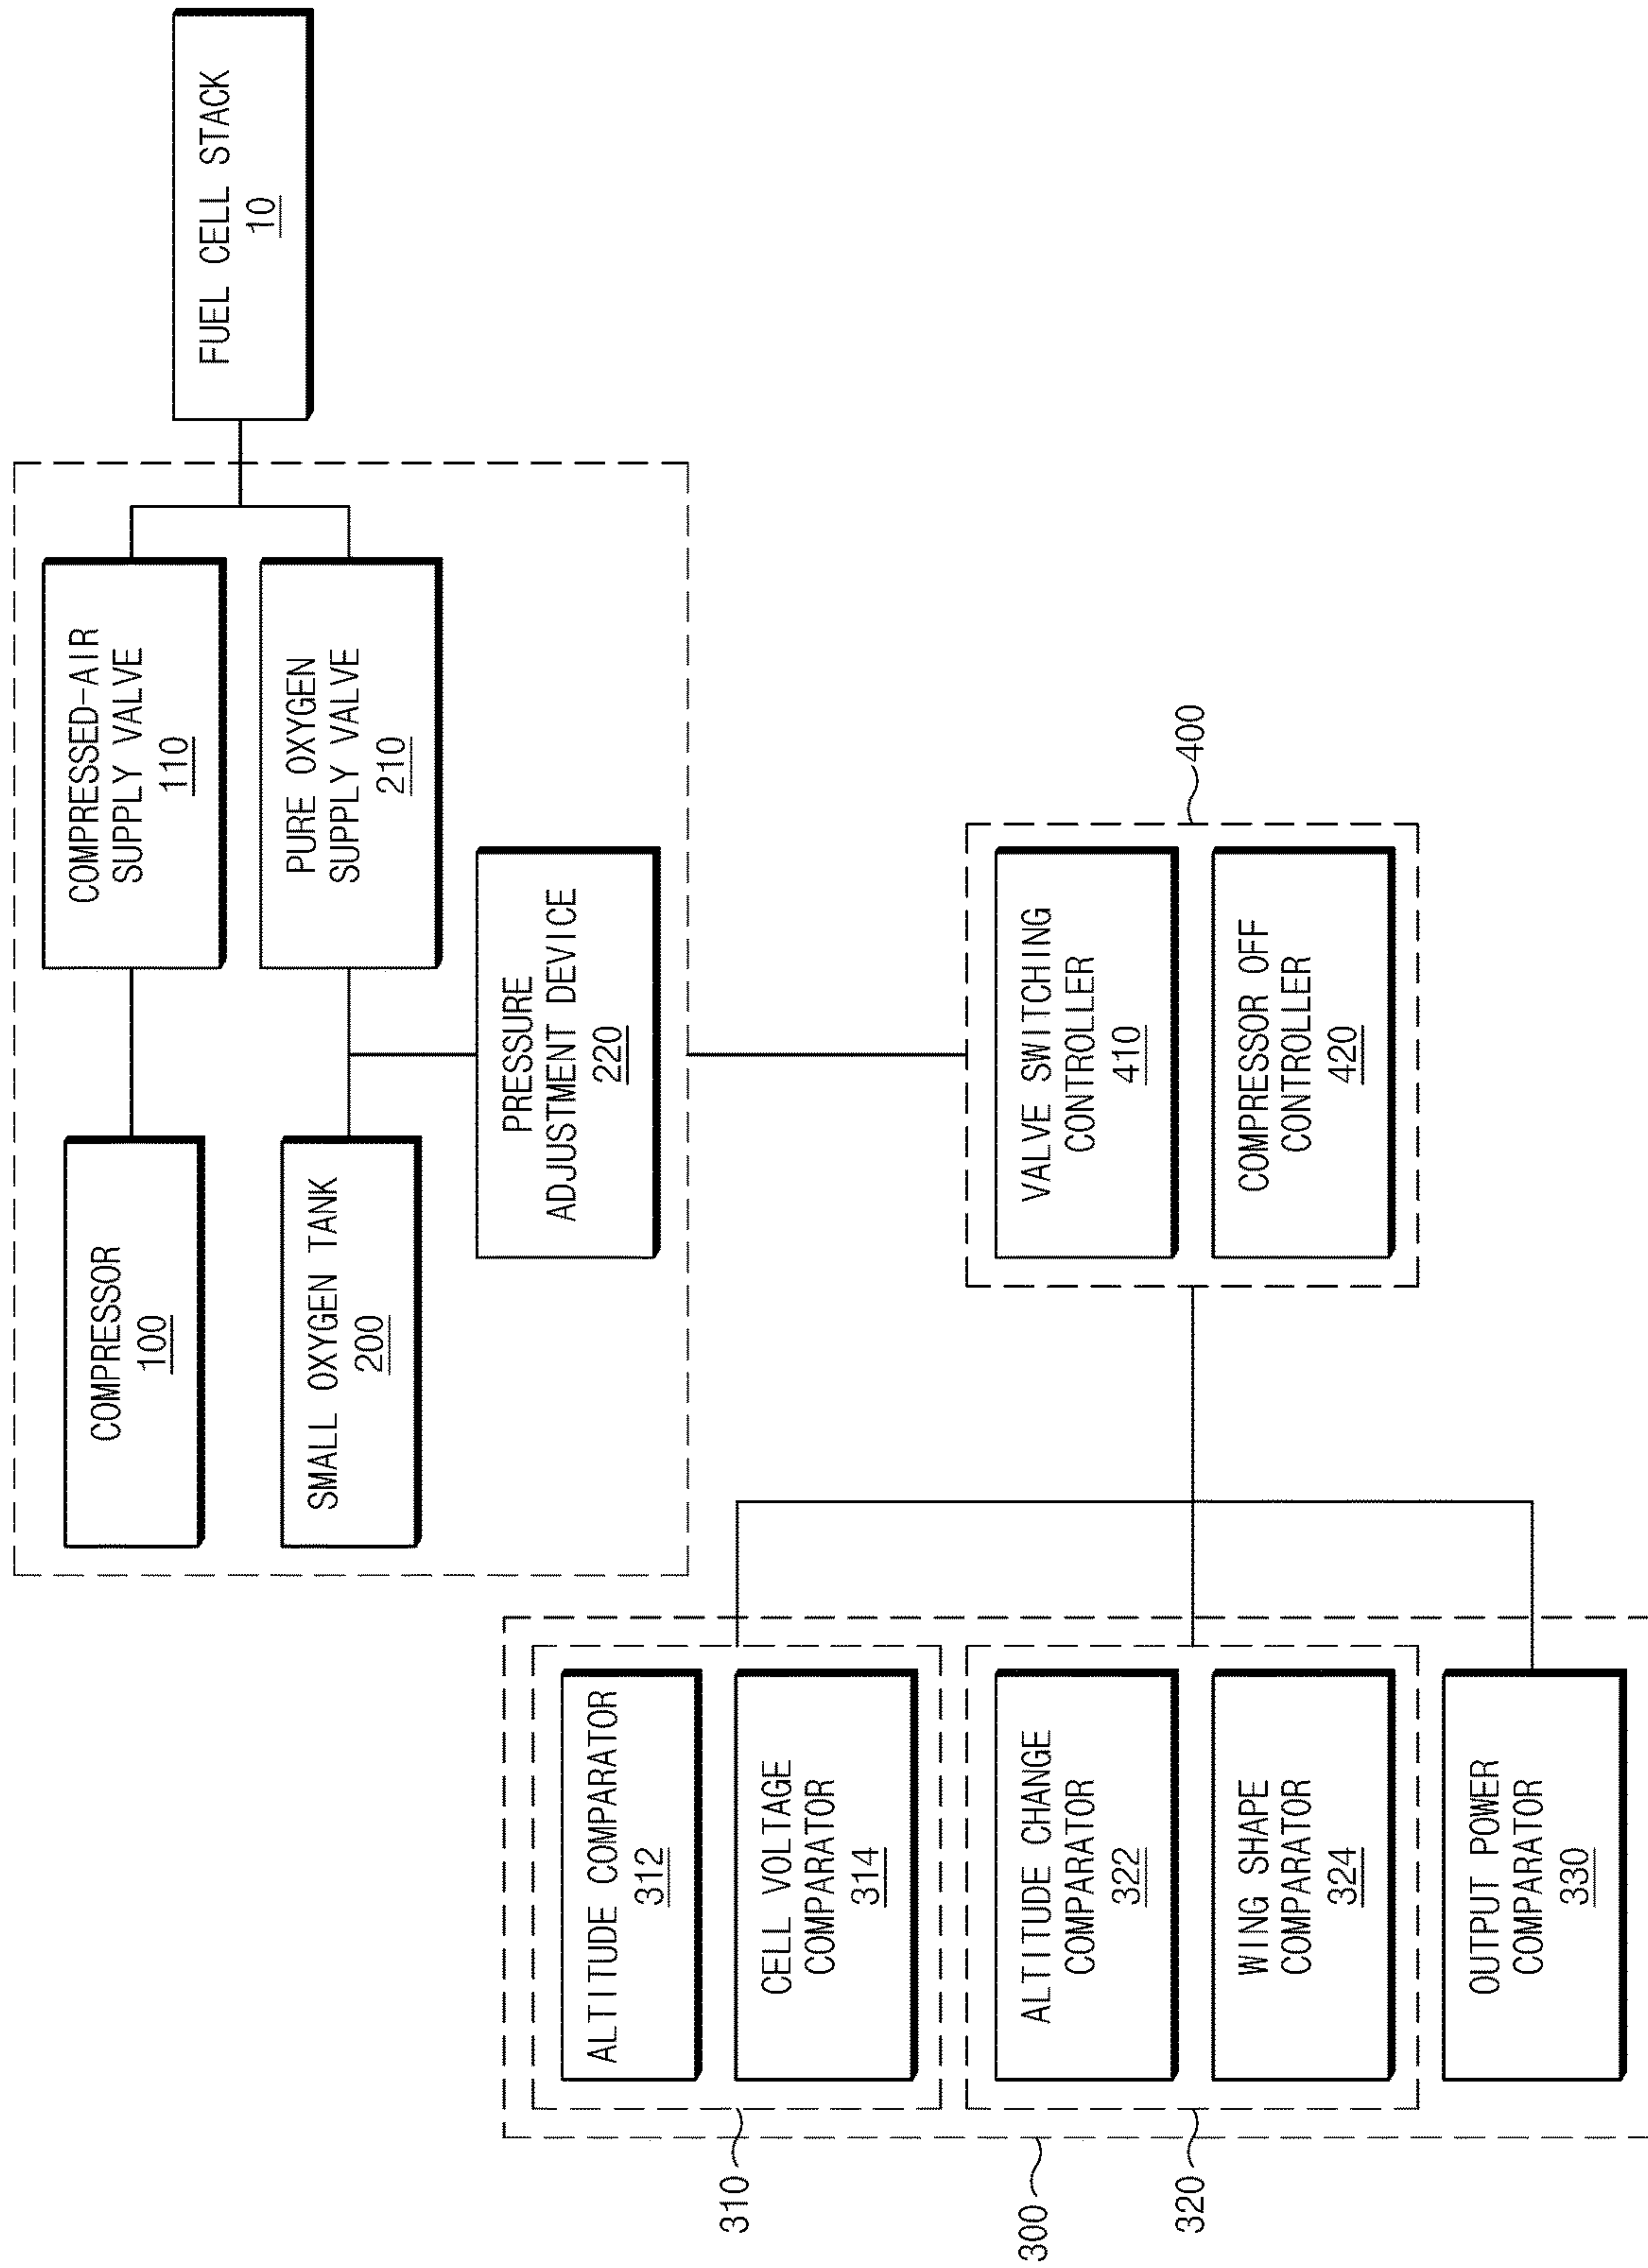 COMPRESSOR
100
COMPRESSED-AIR
SUPPLY VALVE
110
FUEL CELL STACK
10
SMALL OXYGEN TANK
200
PURE OXYGEN
SUPPLY VALVE
210
PRESSURE
ADJUSTMENT DEVICE
220
310
ALTITUDE COMPARATOR
312
CELL VOLTAGE
COMPARATOR
314
300
320
ALTITUDE CHANGE
COMPARATOR
322
WING SHAPE
COMPARATOR
324
OUTPUT POWER
COMPARATOR
330
VALVE SWITCHING
CONTROLLER
410
COMPRESSOR OFF
CONTROLLER
420
400